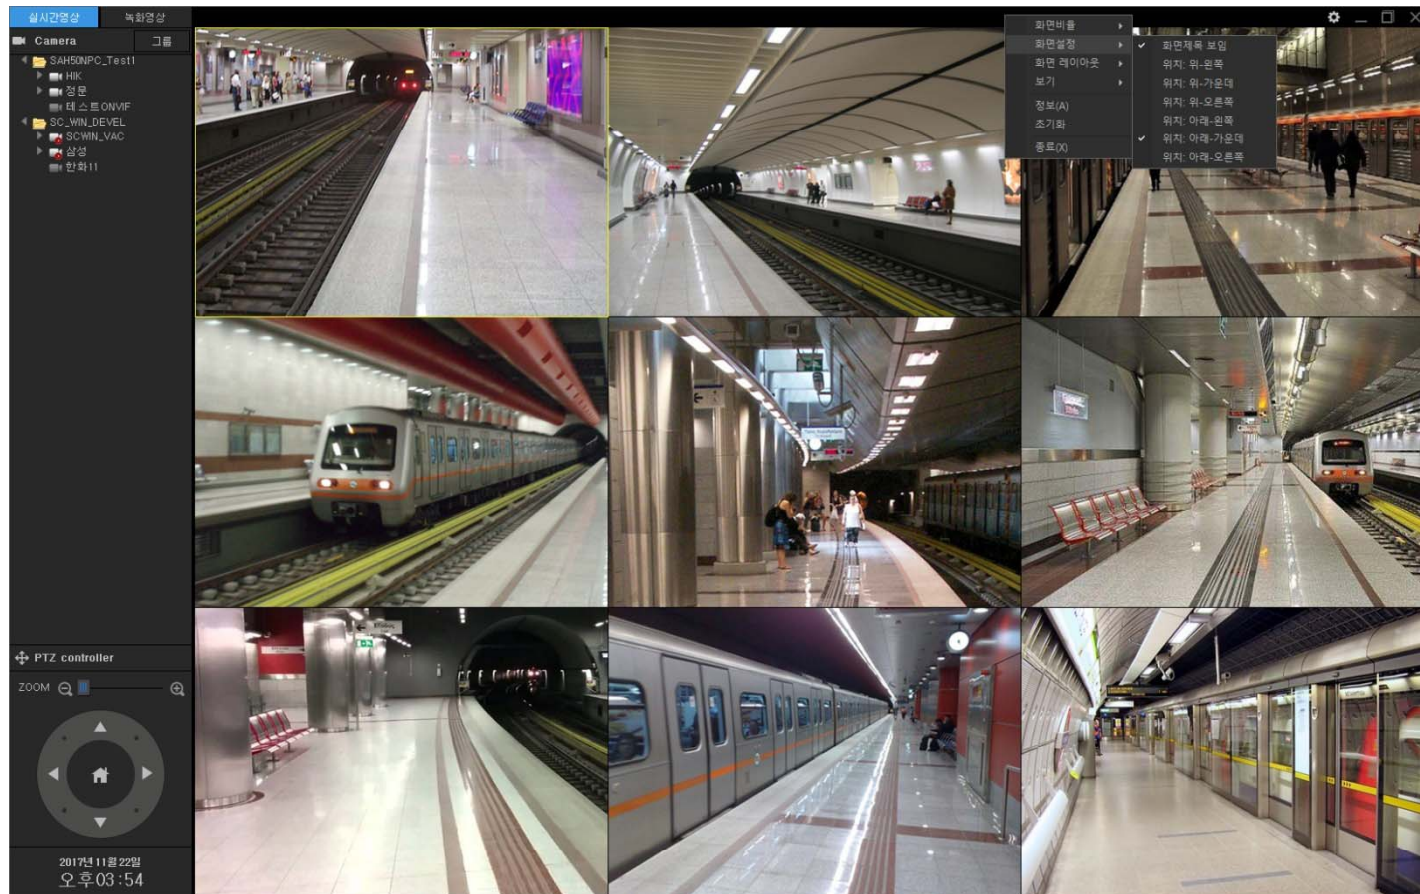 실시간영상
녹화영상
Camera
그룹
SAH50NPC_Test1
HIK
정문
테스트ONVIF
SC_WIN_DEVEL
SCWIN_VAC
삼성
한화11
화면비율
화면설정
화면 레이아웃
보기
정보(A)
초기화
종료(X)
화면제목 보임
위치: 위-왼쪽
위치: 위-가운데
위치: 위-오른쪽
위치: 아래-왼쪽
위치: 아래-가운데
위치: 아래-오른쪽
PTZ controller
ZOOM
2017년 11월 22일
오후03:54